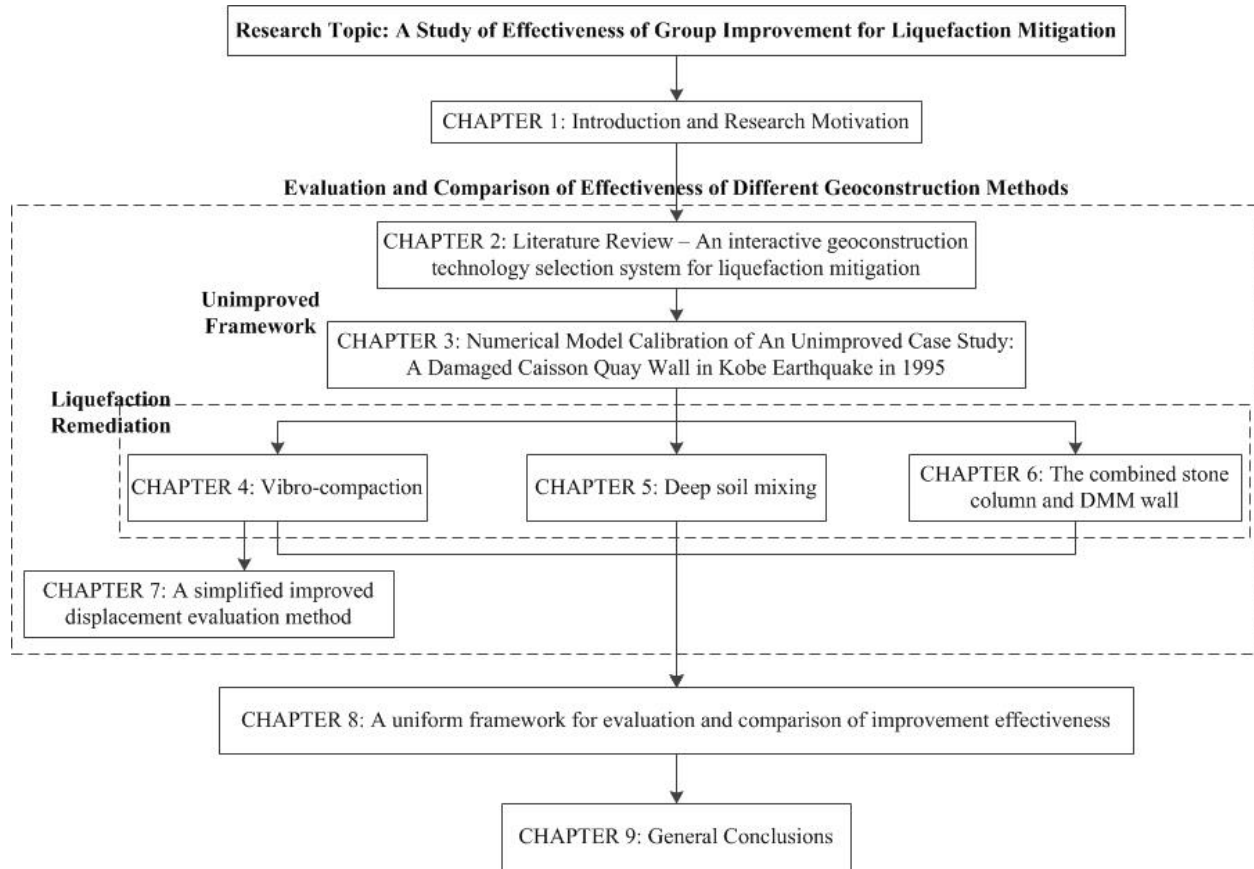 Research Topic: A Study of Effectiveness of Group Improvement for Liquefaction Mitigation
CHAPTER 1: Introduction and Research Motivation
Evaluation and Comparison of Effectiveness of Different Geoconstruction Methods
CHAPTER 2: Literature Review – An interactive geoconstruction
technology selection system for liquefaction mitigation
Unimproved
Framework
CHAPTER 3: Numerical Model Calibration of An Unimproved Case Study:
A Damaged Caisson Quay Wall in Kobe Earthquake in 1995
Liquefaction
Remediation
CHAPTER 4: Vibro-compaction
CHAPTER 5: Deep soil mixing
CHAPTER 6: The combined stone
column and DMM wall
CHAPTER 7: A simplified improved
displacement evaluation method
CHAPTER 8: A uniform framework for evaluation and comparison of improvement effectiveness
CHAPTER 9: General Conclusions